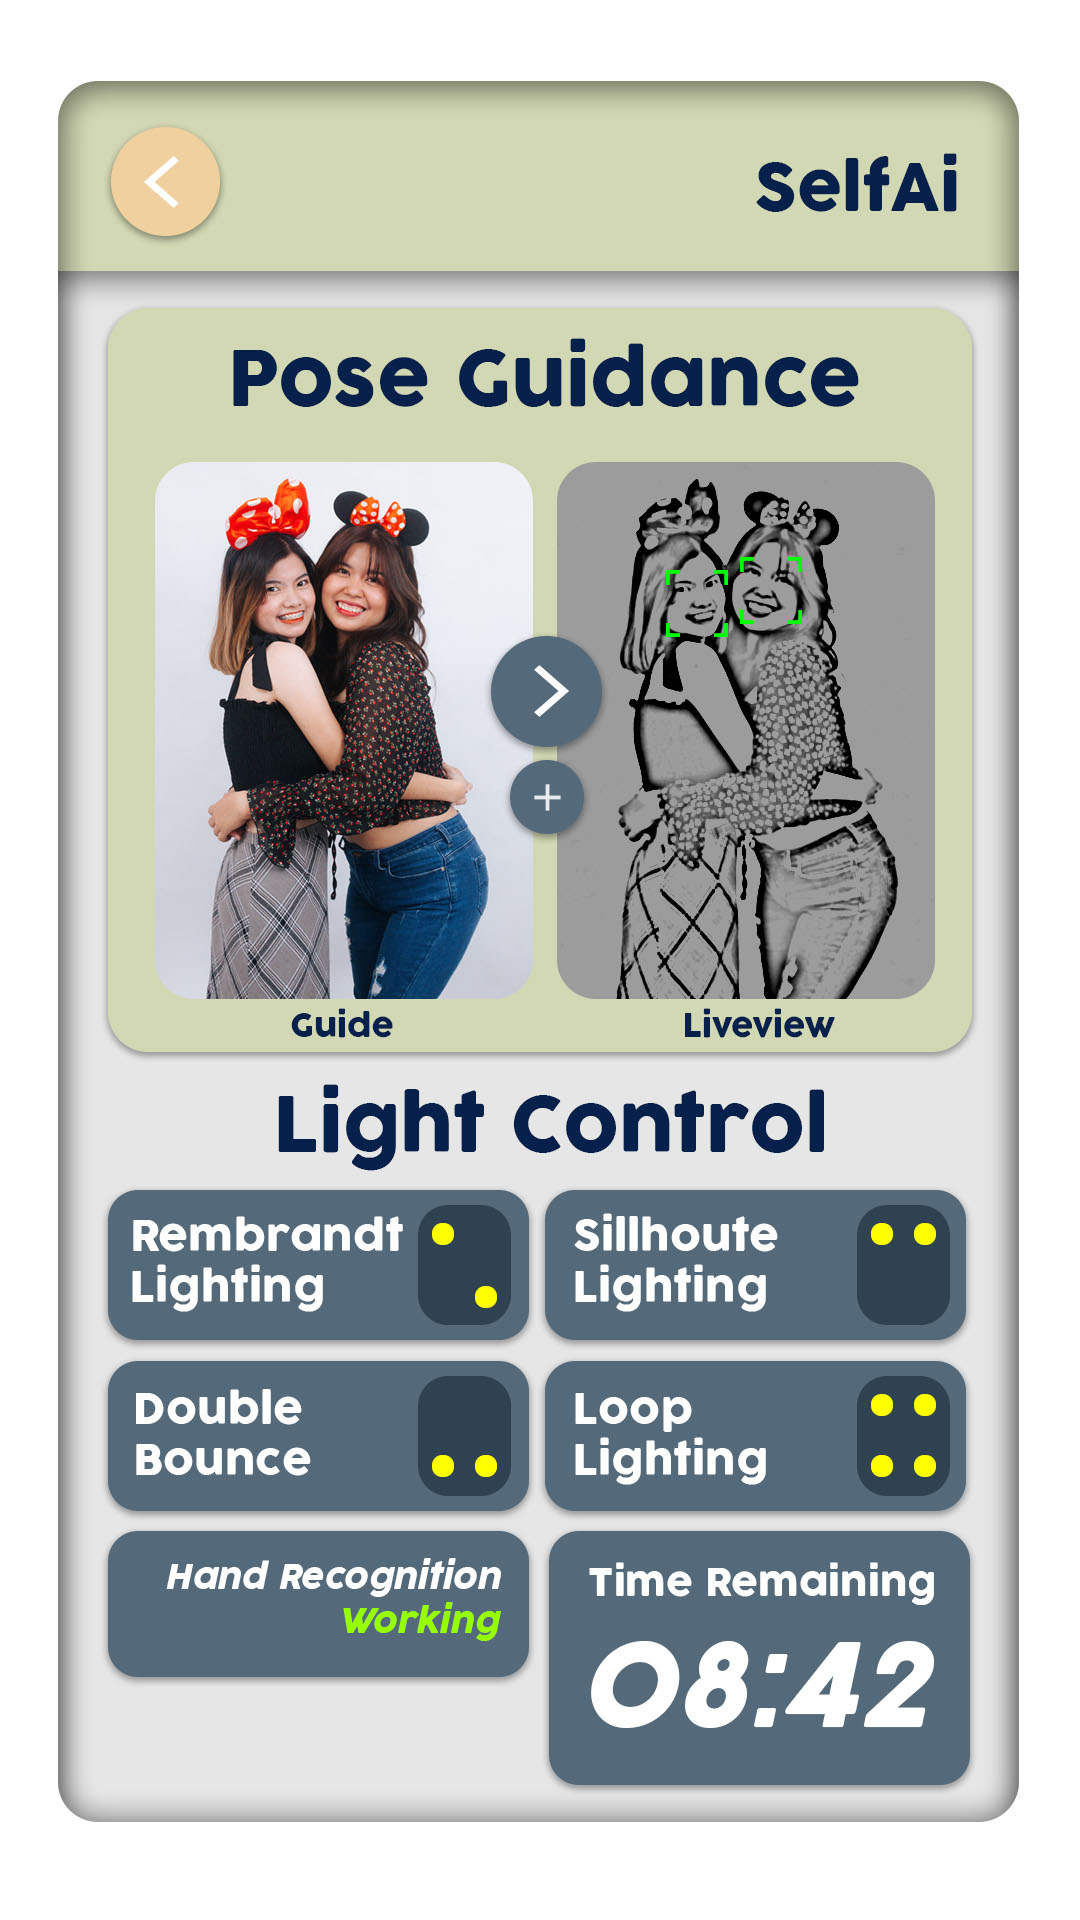 SelfAi
Pose Guidance
Guide
Liveview
Light Control
Rembrandt
Lighting
Sillhoute
Lighting
Double
Bounce
Loop
Lighting
Hand Recognition
Working
Time Remaining
08:42